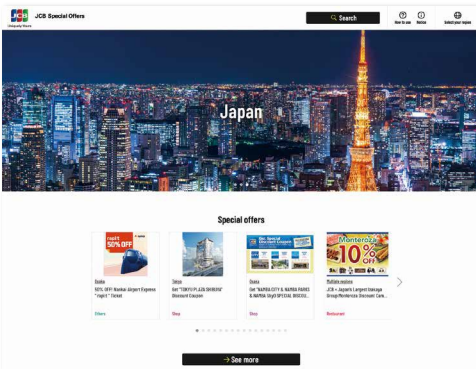 JCB
Uniquely Yours
JCB Special Offers
Search
How to use
Notice
Select your region
Japan
Special offers
rapi:t
50% OFF
Osaka
50% OFF! Nankai Airport Express
"rapi:t" Ticket
Others
Tokyo
Get "TOKYU PLAZA SHIBUYA"
Discount Coupon
Shop
Special
Discount Coupon
Osaka
Get "NAMBA CITY & NAMBA PARKS
& NAMBA SkyO SPECIAL DISCOU...
Shop
Monteroza
10%
OFF
Multiple regions
JCB × Japan's Largest Izakaya
Group Monteroza Discount Cam...
Restaurant
→ See more